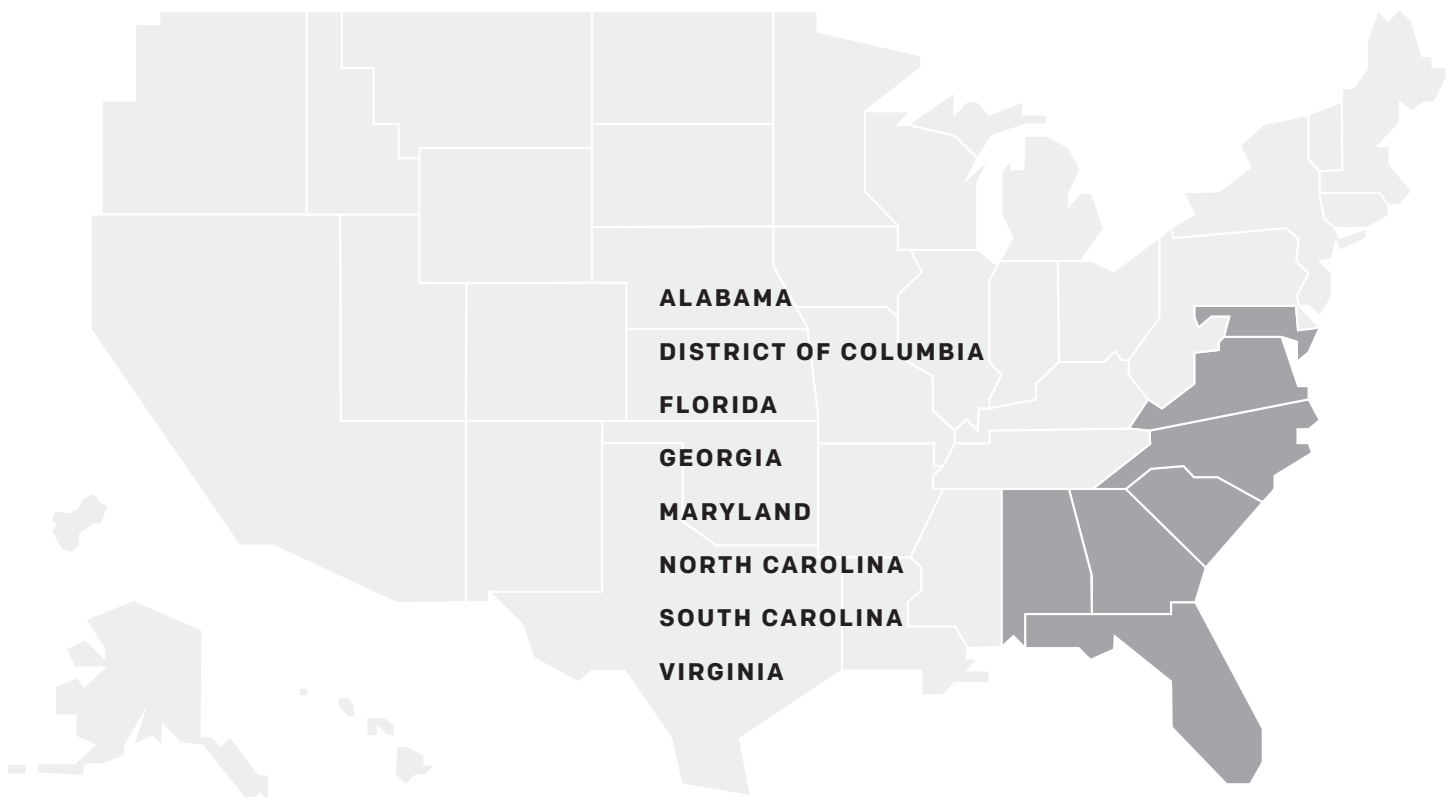 ALABAMA
DISTRICT OF COLUMBIA
FLORIDA
GEORGIA
MARYLAND
NORTH CAROLINA
SOUTH CAROLINA
VIRGINIA